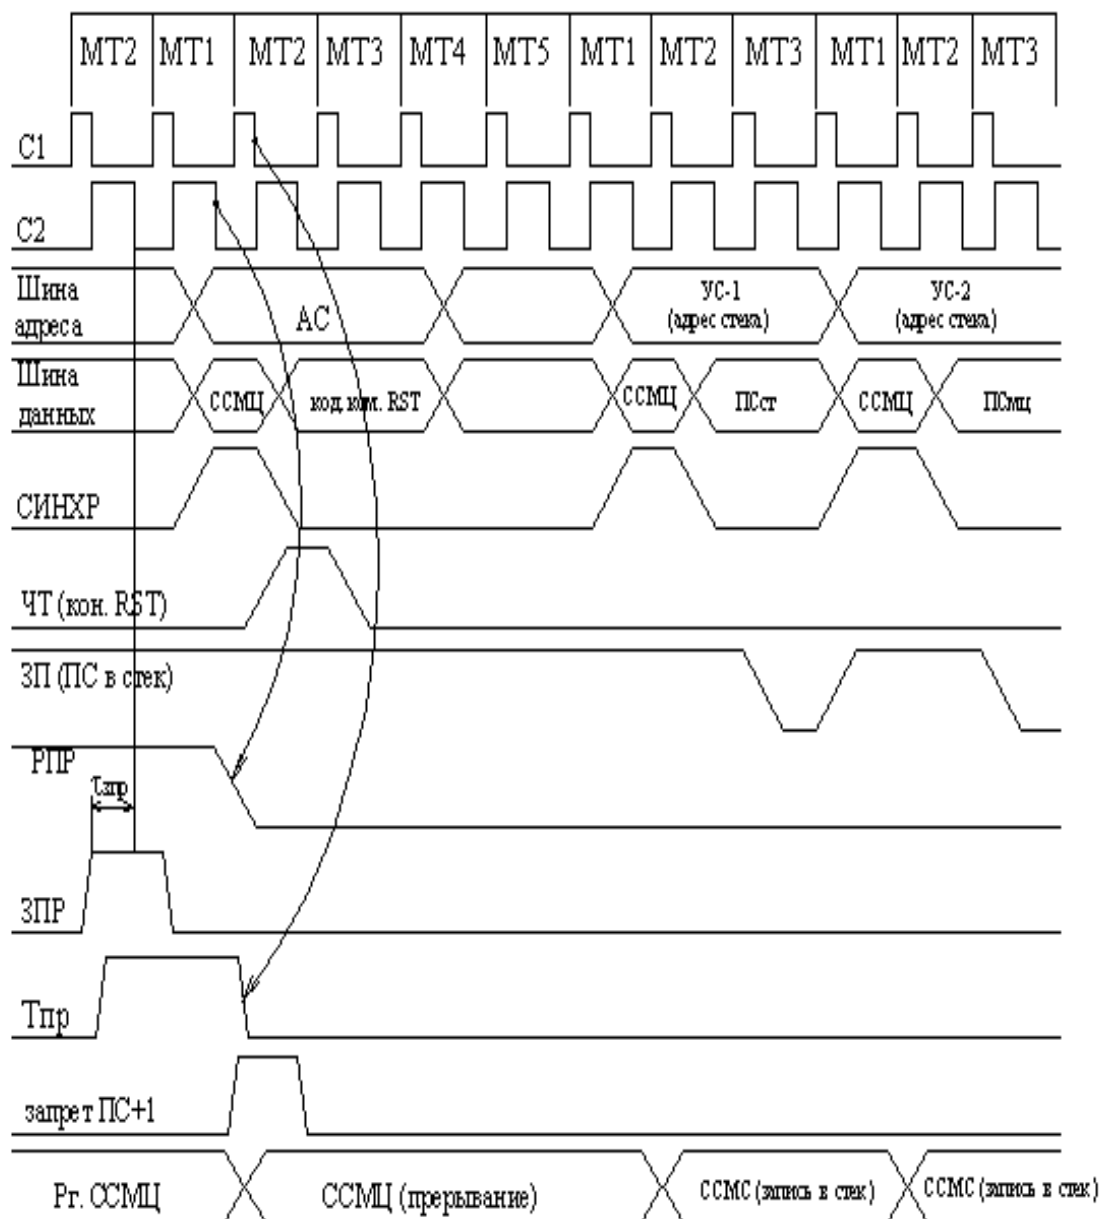 МТ2 МТ1 МТ2 МТ3 МТ4 МТ5 МТ1 МТ2 МТ3 МТ1 МТ2 МТ3
С1
С2
Шина
адреса
АС
УС-1
(адрес стека)
УС-2
(адрес стека)
Шина
данных
ССМЦ
код. ком. RST
ССМЦ
ПСст
ССМЦ
ПСмц
СИНХР
ЧТ (кон. RST)
ЗП (ПС в стек)
РПР
τзпр
ЗПР
Тпр
запрет ПС+1
Рг. ССМЦ
ССМЦ (прерывание)
ССМС (запись в стек)
ССМС (запись в стек)